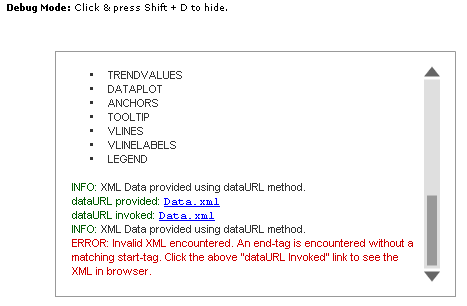 Debug Mode: Click & press Shift + D to hide.
• TRENDVALUES
• DATAPLOT
• ANCHORS
• TOOLTIP
• VLINES
• VLINELABELS
• LEGEND
INFO: XML Data provided using dataURL method.
dataURL provided: Data.xml
dataURL invoked: Data.xml
INFO: XML Data provided using dataURL method.
ERROR: Invalid XML encountered. An end-tag is encountered without a
matching start-tag. Click the above "dataURL Invoked" link to see the
XML in browser.